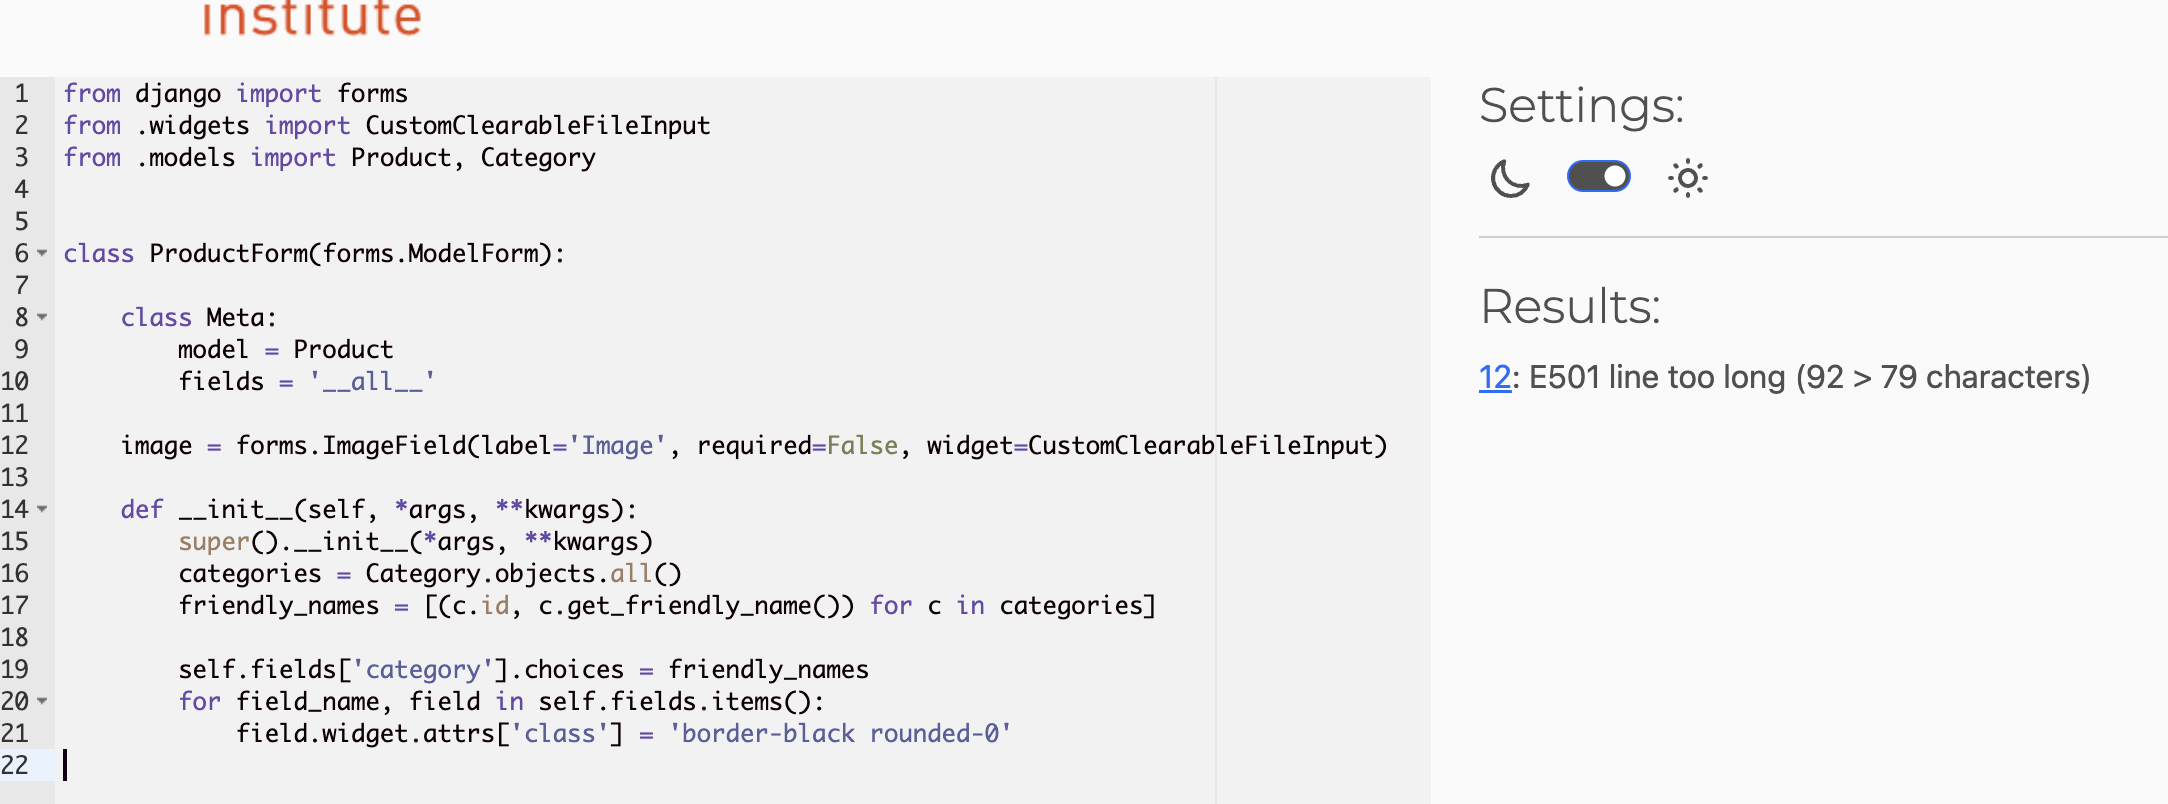 institute
1 from django import forms
2 from .widgets import CustomClearableFileInput
3 from .models import Product, Category
4
5
6 class ProductForm(forms.ModelForm):
7
8     class Meta:
9         model = Product
10         fields = '__all__'
11
12     image = forms.ImageField(label='Image', required=False, widget=CustomClearableFileInput)
13
14     def __init__(self, *args, **kwargs):
15         super().__init__(*args, **kwargs)
16         categories = Category.objects.all()
17         friendly_names = [(c.id, c.get_friendly_name()) for c in categories]
18
19         self.fields['category'].choices = friendly_names
20         for field_name, field in self.fields.items():
21             field.widget.attrs['class'] = 'border-black rounded-0'
22
Settings:
Results:
12: E501 line too long (92 > 79 characters)